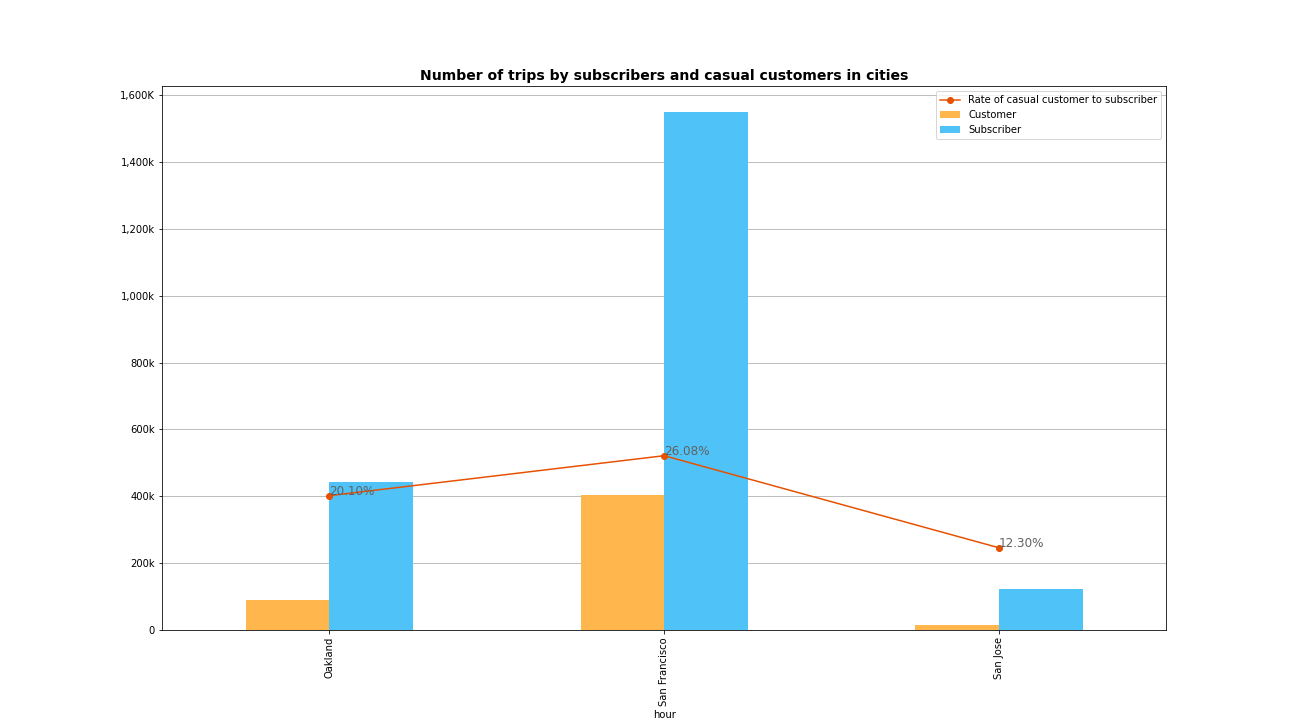 Number of trips by subscribers and casual customers in cities
1,600K
1,400k
1,200k
1,000k
800k
600k
400k
200k
0
Rate of casual customer to subscriber
Customer
Subscriber
20.10%
26.08%
12.30%
Oakland
San Francisco
San Jose
hour